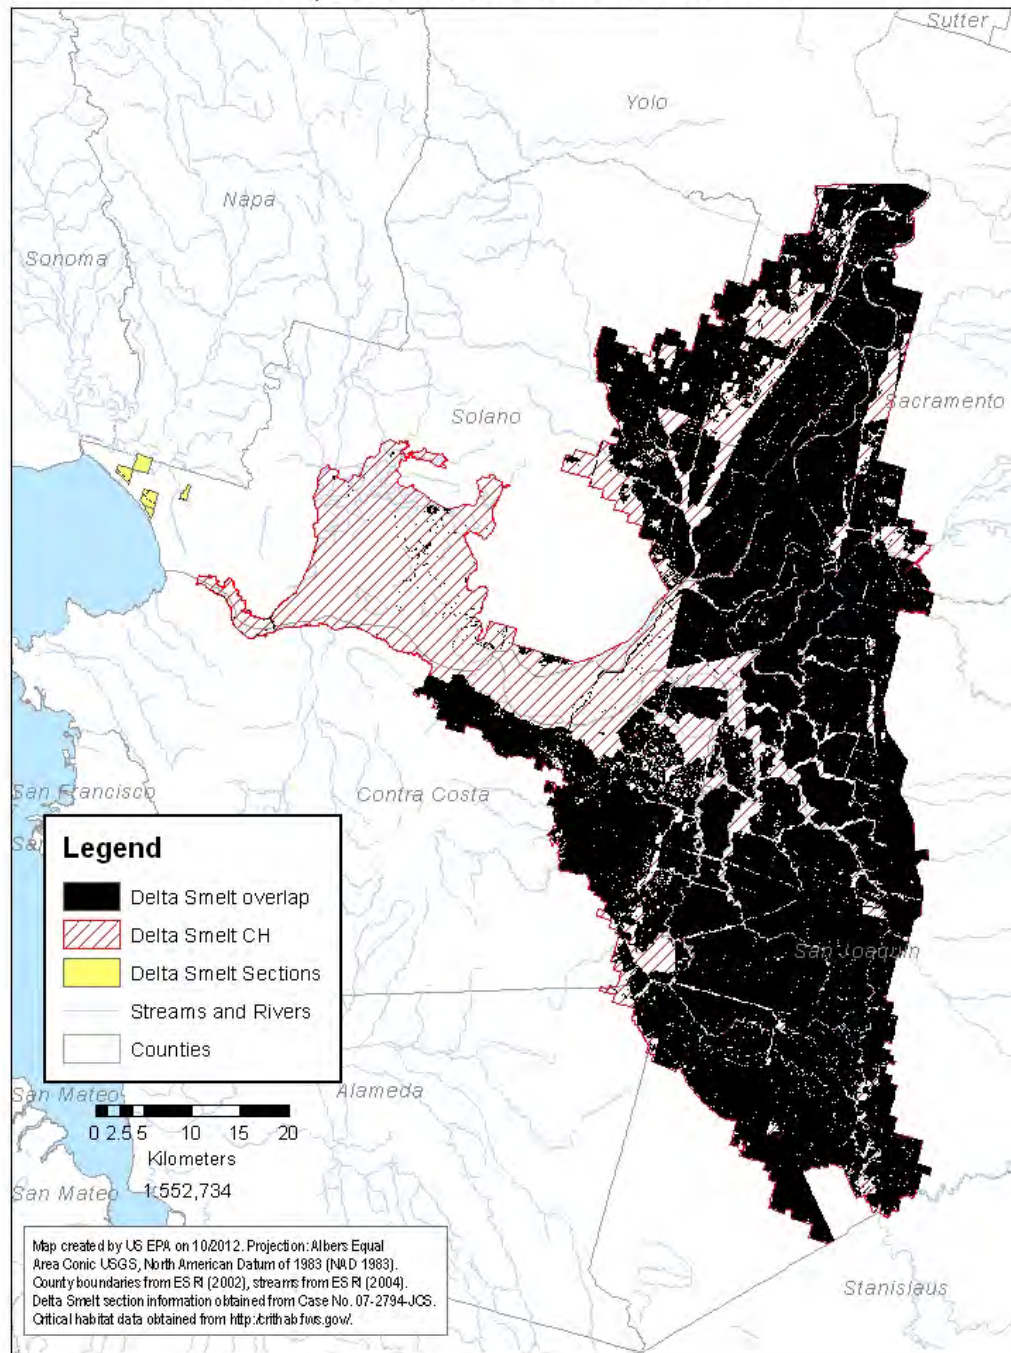 Sutter
Yolo
Napa
Sonoma
Solano
Sacramento
San Francisco
Contra Costa
San
Legend
Delta Smelt overlap
Delta Smelt CH
Delta Smelt Sections
Streams and Rivers
Counties
San Joaquin
San Mateo
Alameda
0 2.5 5 10 15 20
Kilometers
San Mateo
1:552,734
Map created by US EPA on 10/2012. Projection: Albers Equal
Area Conic USGS, North American Datum of 1983 (NAD 1983).
County boundaries from ESRI (2002), streams from ESRI (2004).
Delta Smelt section information obtained from Case No. 07-2794-JCS.
Critical habitat data obtained from http:/crithab.fws.gov/.
Stanislaus